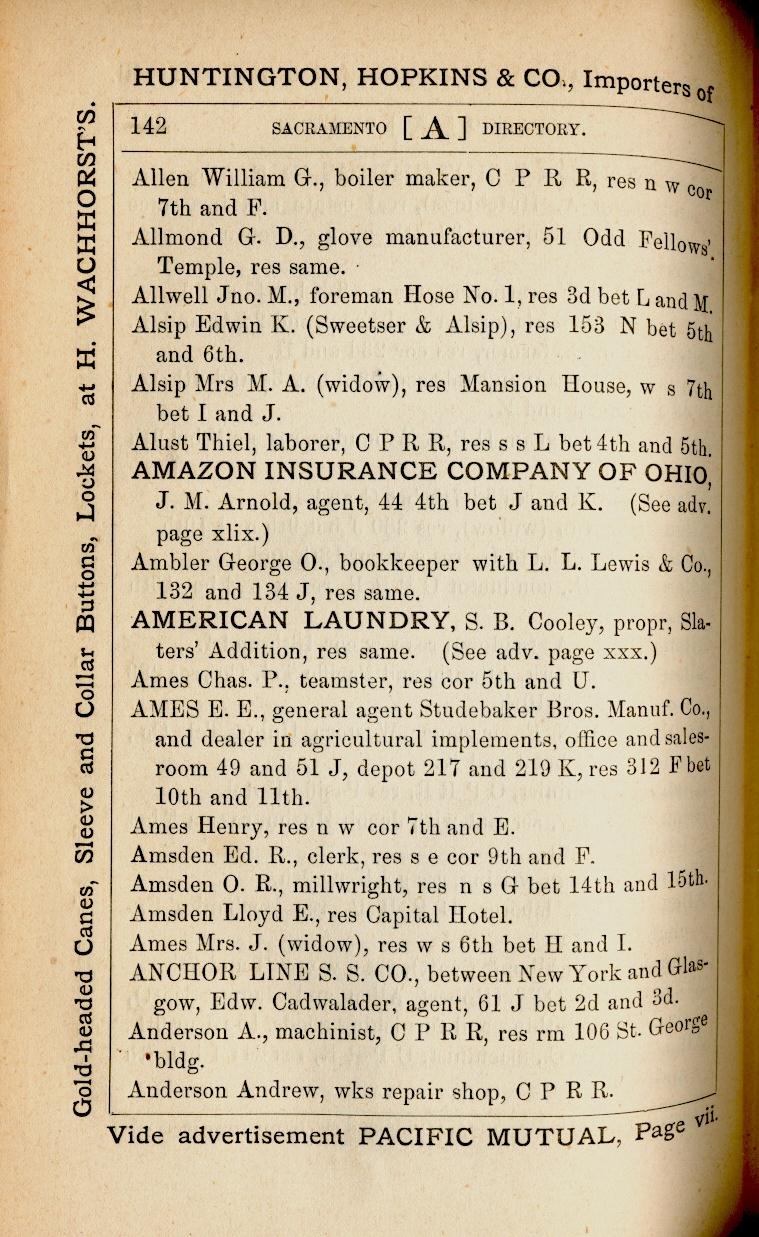 HUNTINGTON, HOPKINS & CO., Importers of
142 SACRAMENTO [ A ] DIRECTORY.
Allen William G., boiler maker, C P R R, res n w cor
7th and F.
Allmond G. D., glove manufacturer, 51 Odd Fellows'
Temple, res same.
Allwell Jno. M., foreman Hose No. 1, res 3d bet L and M.
Alsip Edwin K. (Sweetser & Alsip), res 153 N bet 5th
and 6th.
Alsip Mrs M. A. (widow), res Mansion House, w s 7th
bet I and J.
Alust Thiel, laborer, C P R R, res s s L bet 4th and 5th.
AMAZON INSURANCE COMPANY OF OHIO,
J. M. Arnold, agent, 44 4th bet J and K. (See adv.
page xlix.)
Ambler George O., bookkeeper with L. L. Lewis & Co.,
132 and 134 J, res same.
AMERICAN LAUNDRY, S. B. Cooley, propr, Sla-
ters' Addition, res same. (See adv. page xxx.)
Ames Chas. P., teamster, res cor 5th and U.
AMES E. E., general agent Studebaker Bros. Manuf. Co.,
and dealer in agricultural implements, office and sales-
room 49 and 51 J, depot 217 and 219 K, res 312 F bet
10th and 11th.
Ames Henry, res n w cor 7th and E.
Amsden Ed. R., clerk, res s e cor 9th and F.
Amsden O. R., millwright, res n s G bet 14th and 15th.
Amsden Lloyd E., res Capital Hotel.
Ames Mrs. J. (widow), res w s 6th bet H and I.
ANCHOR LINE S. S. CO., between New York and Glas-
gow, Edw. Cadwalader, agent, 61 J bet 2d and 3d.
Anderson A., machinist, C P R R, res rm 106 St. George
bldg.
Anderson Andrew, wks repair shop, C P R R.
Vide advertisement PACIFIC MUTUAL, Page vii.
Gold-headed Canes, Sleeve and Collar Buttons, Lockets, at H. WACHHORST'S.